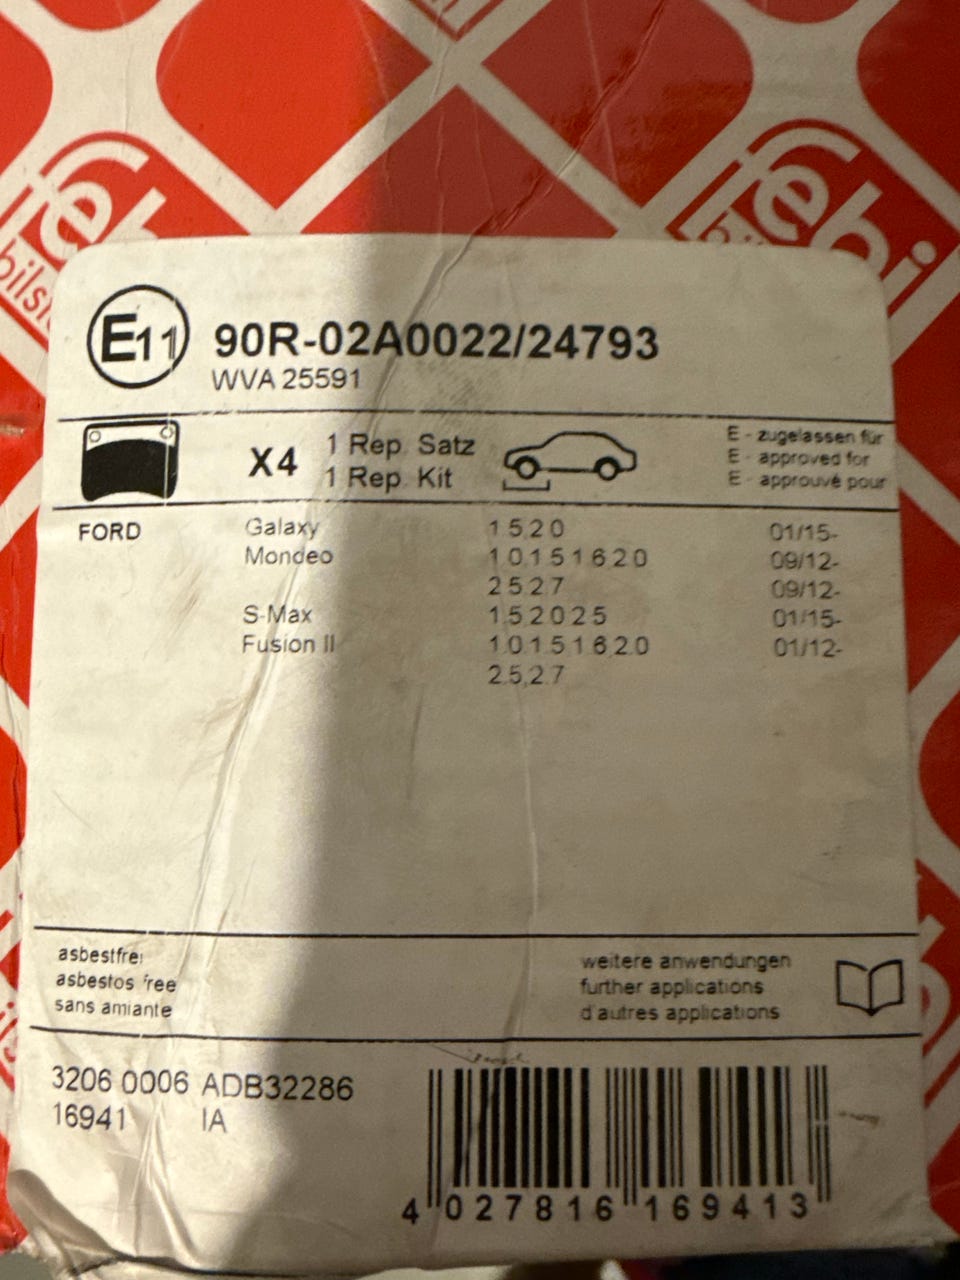 febi
bilst
febi
E11
90R-02A0022/24793
WVA 25591
X4
1 Rep. Satz
1 Rep. Kit
E - zugelassen für
E - approved for
E - approuvé pour
FORD Galaxy 1 5 2 0 01/15-
Mondeo 1.0 1 5 1 6 2 0 09/12-
2 5 2 7 09/12-
S-Max 1.5 2 0 2 5 01/15-
Fusion II 1 0 1 5 1 6 2.0 01/12-
2.5,2.7
asbestfrei
asbestos free
sans amiante
weitere anwendungen
further applications
d'autres applications
3206 0006 ADB32286
16941 IA
4 027816 169413